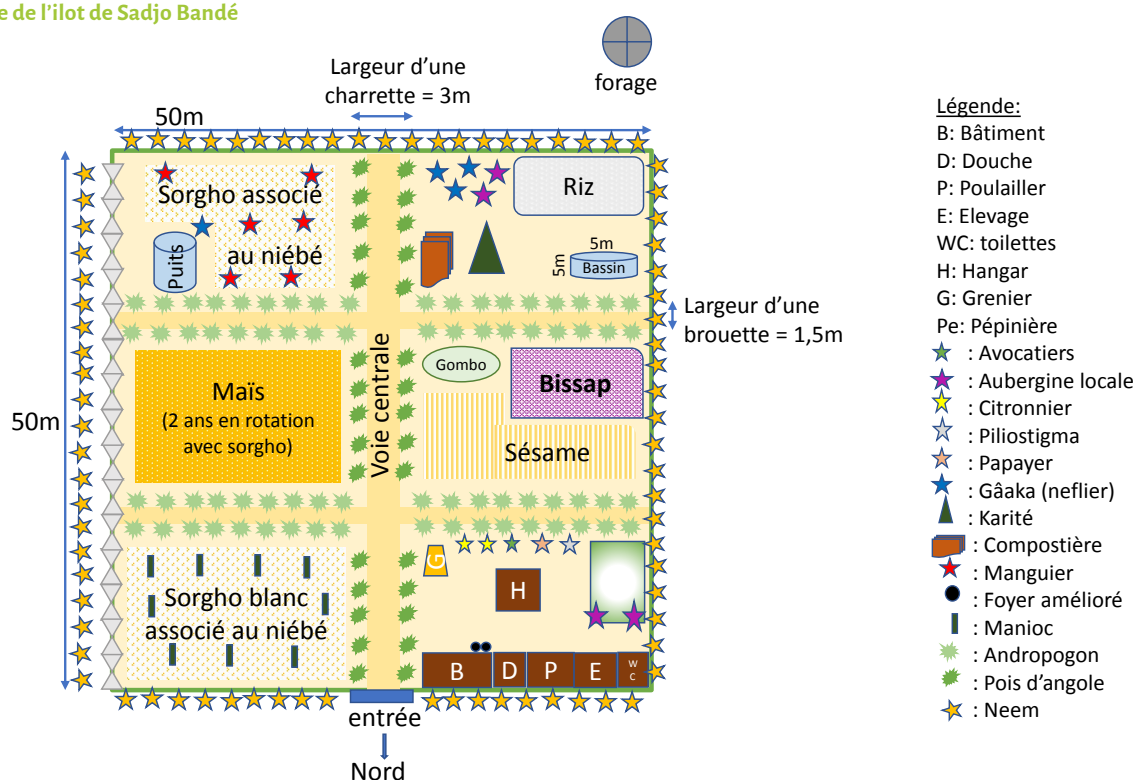 e de l'ilot de Sadjo Bandé
forage
Largeur d'une
charrette = 3m
50m
50m
Sorgho associé
au niébé
Puits
Riz
5m
5m
Bassin
Largeur d'une
brouette = 1,5m
Maïs
(2 ans en rotation
avec sorgho)
Voie centrale
Gombo
Bissap
Sésame
Sorgho blanc
associé au niébé
G
H
B
D
P
E
W
C
entrée
Nord
Légende:
B: Bâtiment
D: Douche
P: Poulailler
E: Elevage
WC: toilettes
H: Hangar
G: Grenier
Pe: Pépinière
: Avocatiers
: Aubergine locale
: Citronnier
: Piliostigma
: Papayer
: Gâaka (neflier)
: Karité
: Compostière
: Manguier
: Foyer amélioré
: Manioc
: Andropogon
: Pois d'angole
: Neem